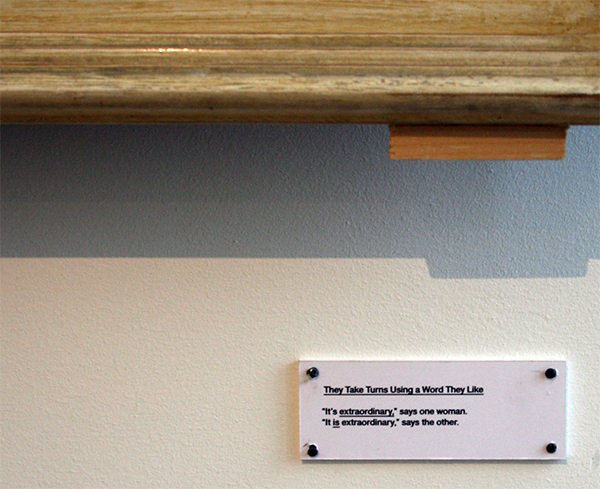 They Take Turns Using a Word They Like
"It's extraordinary," says one woman.
"It is extraordinary," says the other.